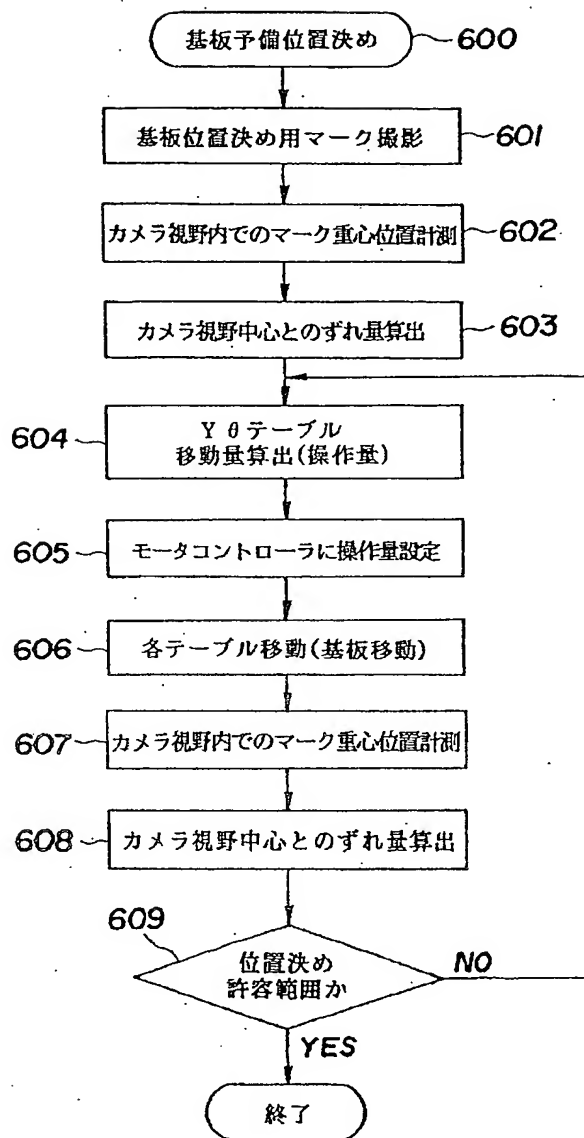 基板予備位置決め 600
基板位置決め用マーク撮影 601
カメラ視野内でのマーク重心位置計測 602
カメラ視野中心とのずれ量算出 603
604 Yθテーブル
移動量算出(操作量)
605 モータコントローラに操作量設定
606 各テーブル移動(基板移動)
607 カメラ視野内でのマーク重心位置計測
608 カメラ視野中心とのずれ量算出
609
位置決め
許容範囲か NO
YES
終了